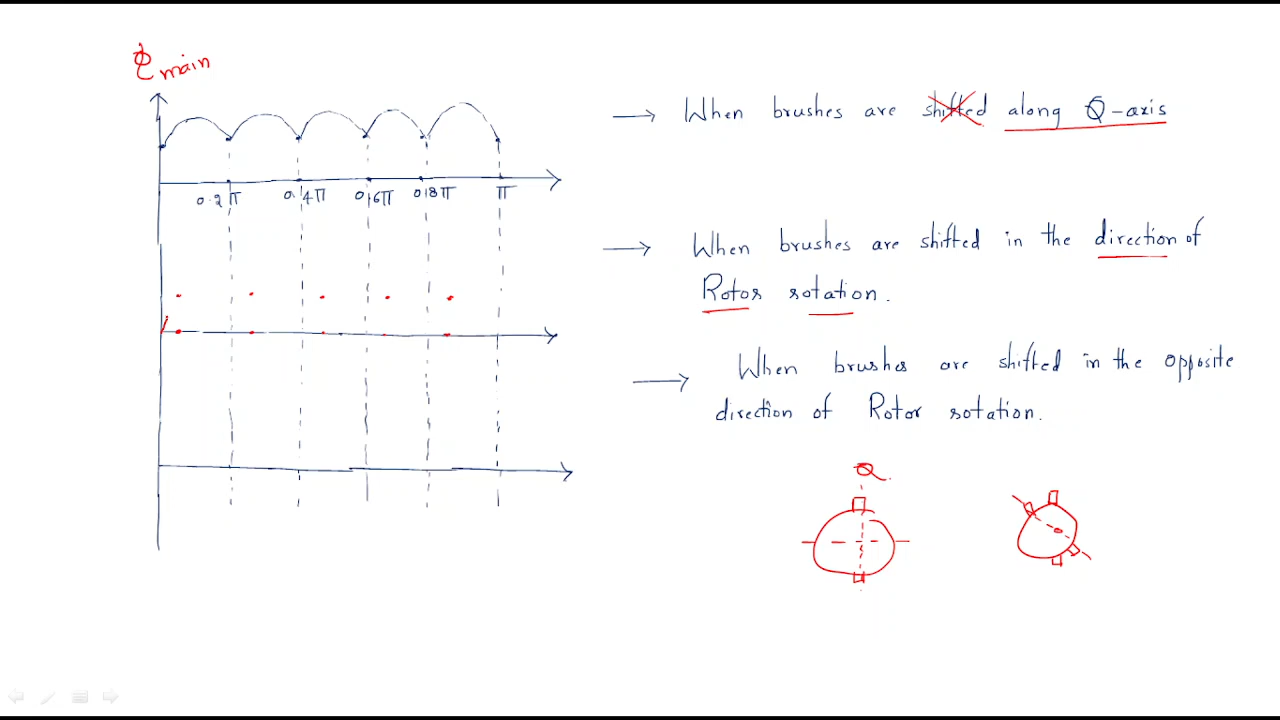 Φmain
→ When brushes are shifted along Q-axis
0.2π 0.4π 0.6π 0.8π π
→ When brushes are shifted in the direction of
Rotor rotation.
→ When brushes are shifted in the opposite
direction of Rotor rotation.
Q